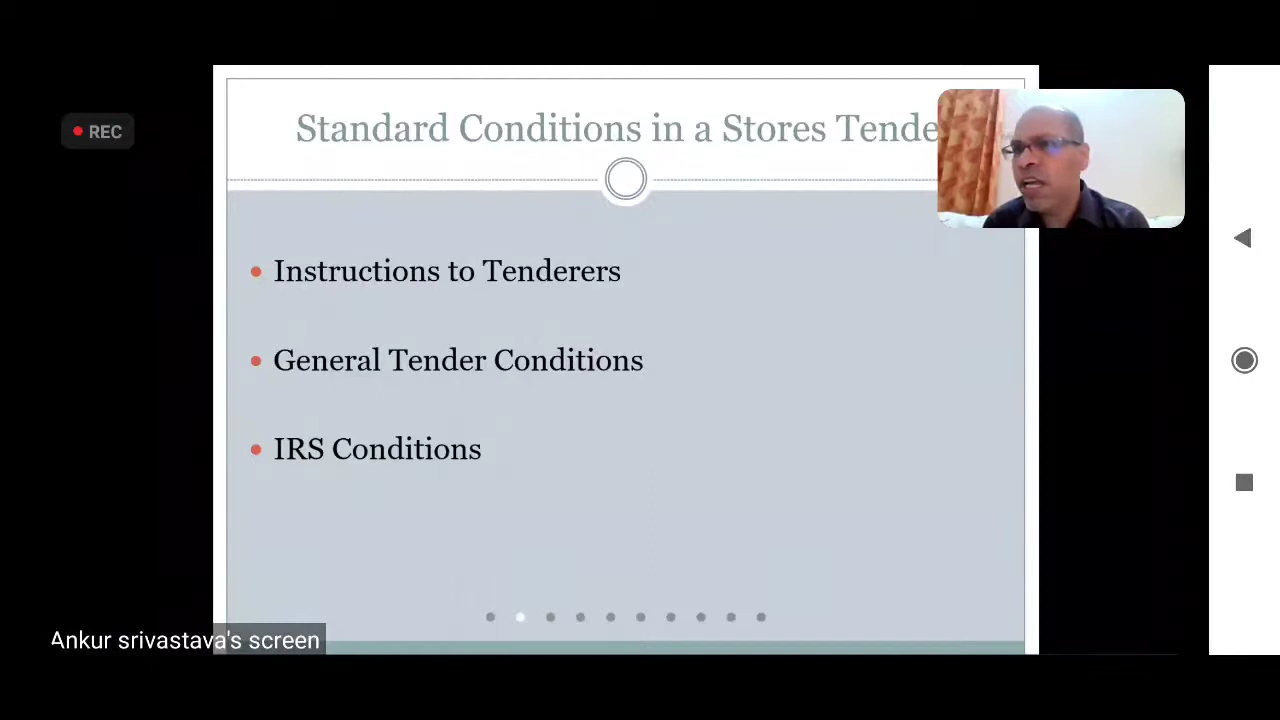 REC
Standard Conditions in a Stores Tende
Instructions to Tenderers
General Tender Conditions
IRS Conditions
Ankur srivastava's screen